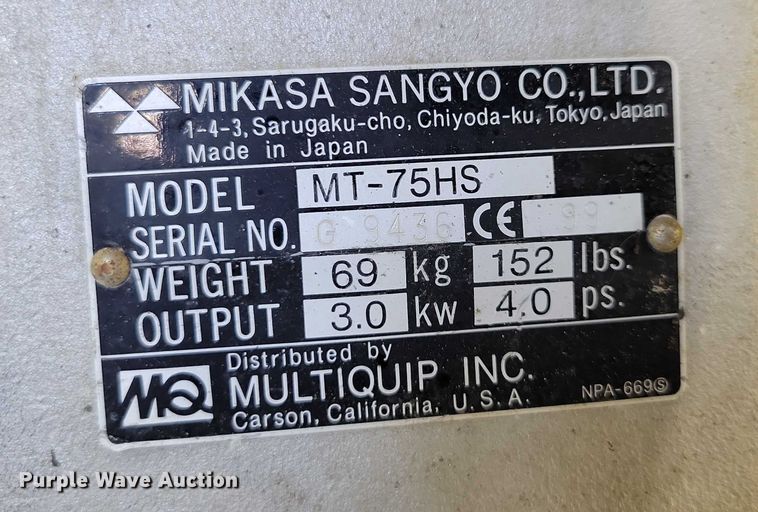 MIKASA SANGYO CO.,LTD.
1-4-3, Sarugaku-cho, Chiyoda-ku, Tokyo, Japan
Made in Japan
MODEL MT-75HS
SERIAL NO. G 9436 CE 99
WEIGHT 69 kg 152 lbs.
OUTPUT 3.0 kw 4.0 ps.
MQ Distributed by
MULTIQUIP INC.
Carson, California, U.S.A.
NPA-669Ⓢ
Purple Wave Auction